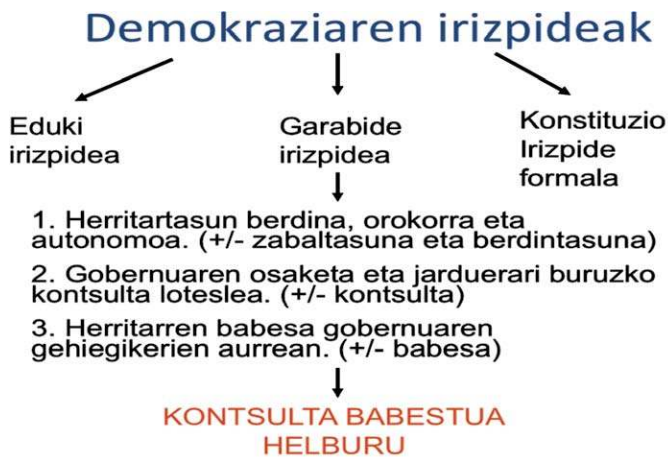 Demokraziaren irizpideak
Eduki
irizpidea
Garabide
irizpidea
Konstituzio
Irizpide
formala
1. Herritartasun berdina, orokorra eta
autonomoa. (+/- zabaltasuna eta berdintasuna)
2. Gobernuaren osaketa eta jarduerari buruzko
kontsulta loteslea. (+/- kontsulta)
3. Herritarren babesa gobernuaren
gehiegikerien aurrean. (+/- babesa)
KONTSULTA BABESTUA
HELBURU